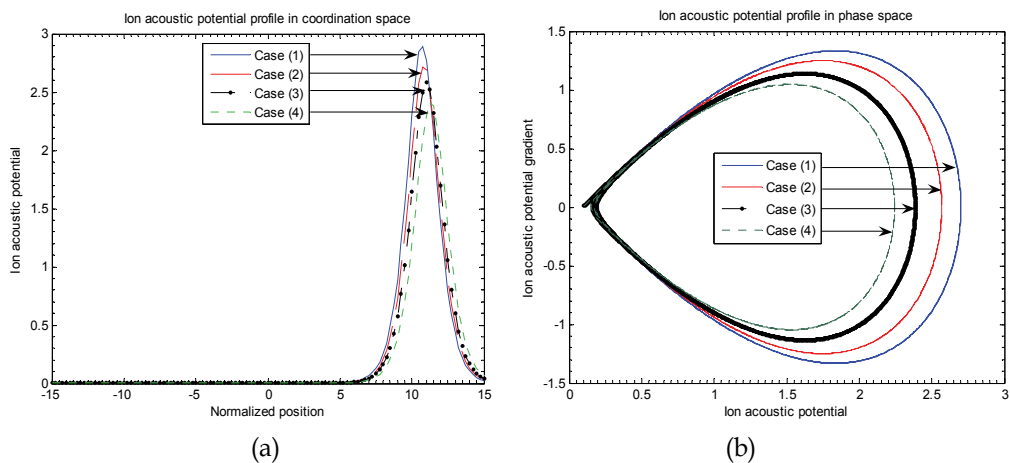 Ion acoustic potential profile in coordination space
3
2.5
2
1.5
1
0.5
0
-15
-10
-5
0
5
10
15
Ion acoustic potential
Normalized position
Case (1)
Case (2)
Case (3)
Case (4)
(a)
Ion acoustic potential profile in phase space
1.5
1
0.5
0
-0.5
-1
-1.5
0
0.5
1
1.5
2
2.5
3
Ion acoustic potential gradient
Ion acoustic potential
Case (1)
Case (2)
Case (3)
Case (4)
(b)